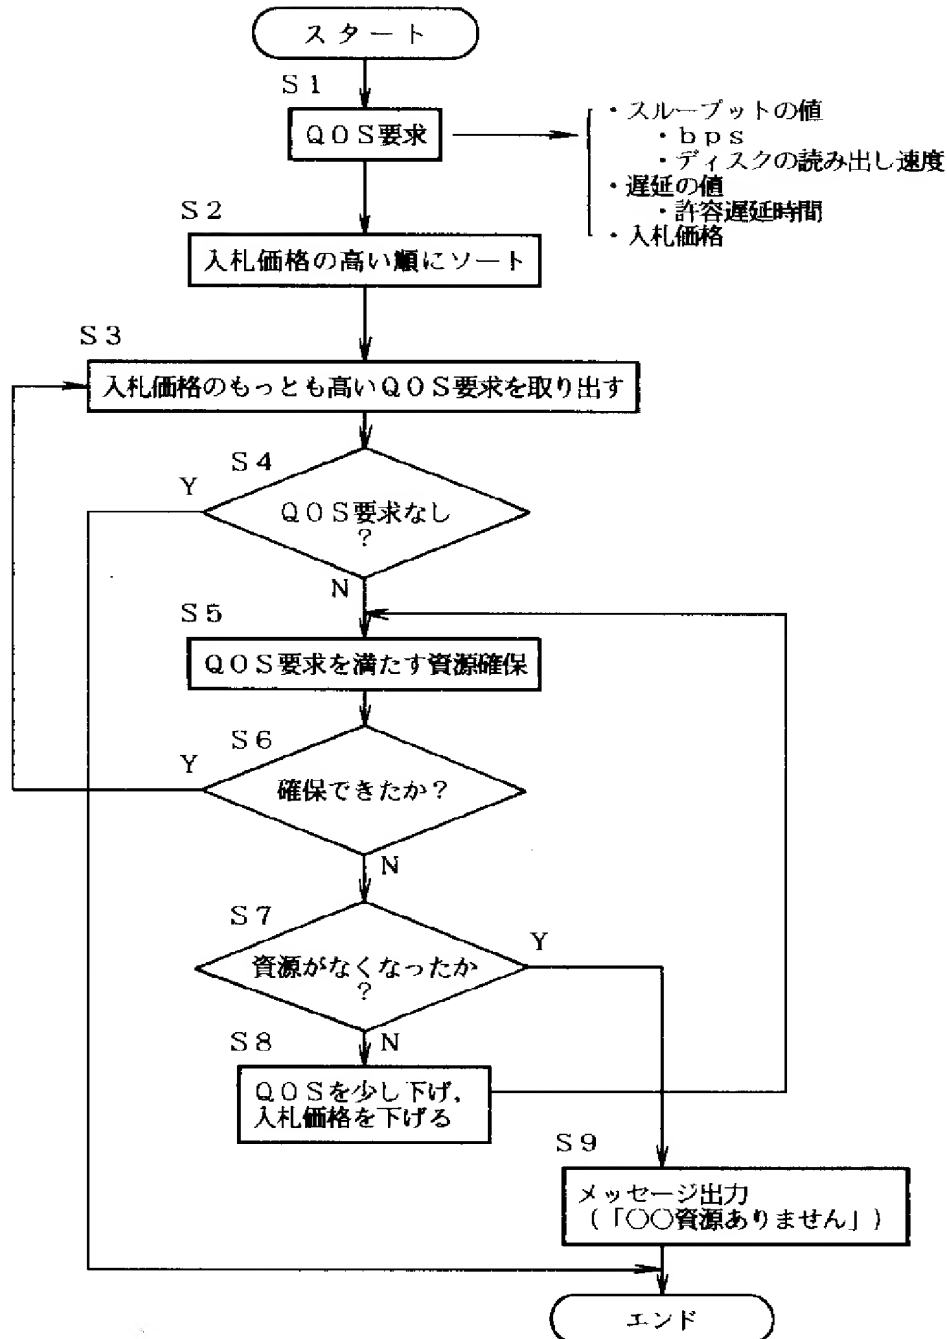 スタート
S1
QOS要求
・スループットの値
・bps
・ディスクの読み出し速度
・遅延の値
・許容遅延時間
・入札価格
S2
入札価格の高い順にソート
S3
入札価格のもっとも高いQOS要求を取り出す
S4
Y
QOS要求なし
?
N
S5
QOS要求を満たす資源確保
S6
Y
確保できたか?
N
S7
Y
資源がなくなったか
?
N
S8
QOSを少し下げ,
入札価格を下げる
S9
メッセージ出力
(「○○資源ありません」)
エンド